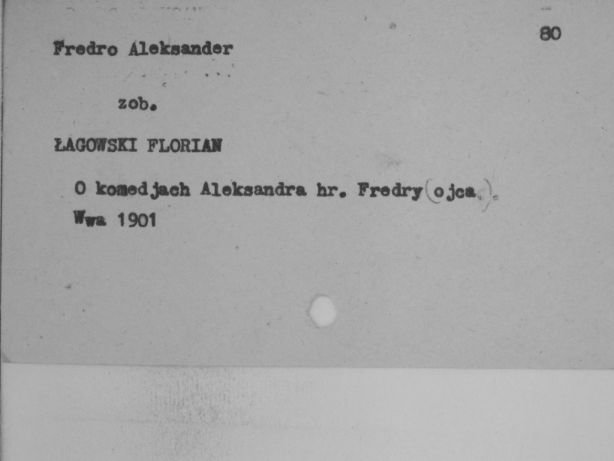 80
Fredro Aleksander
zob.
ŁAGOWSKI FLORIAN
O komedjach Aleksandra hr. Fredry (ojca.).
Wwa 1901